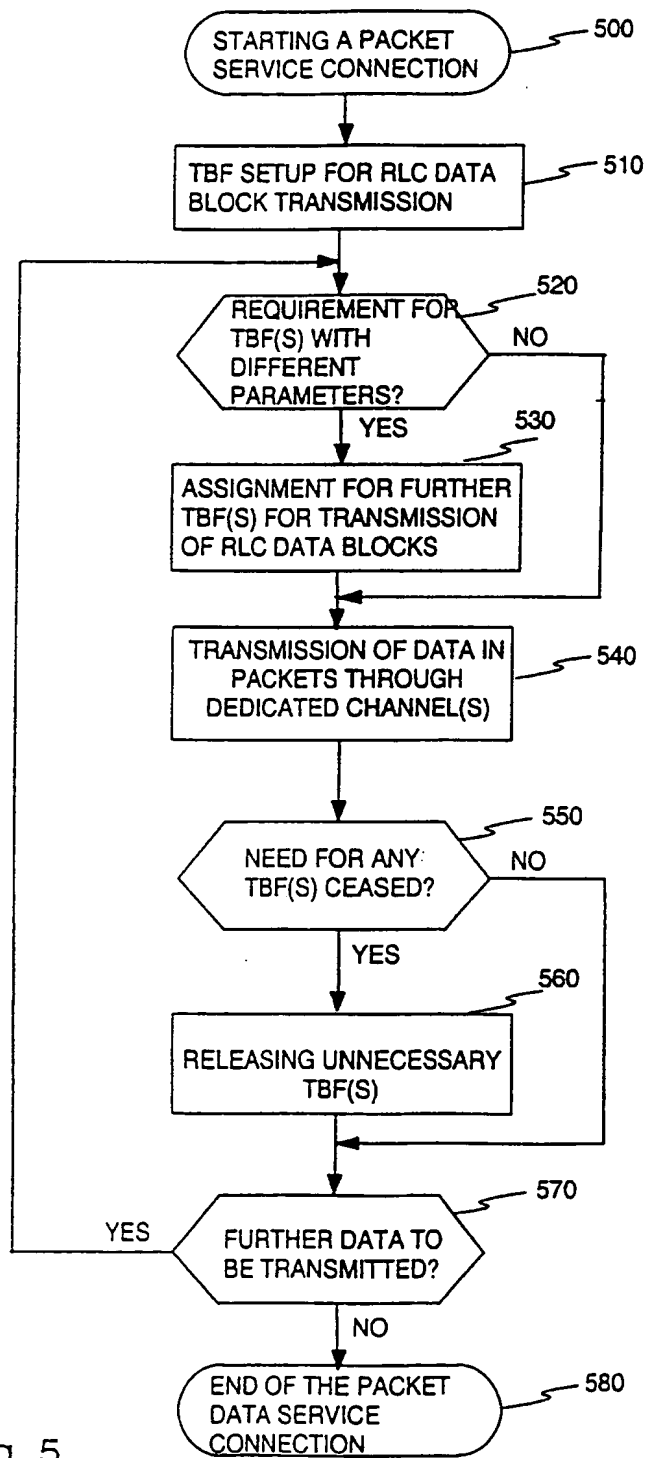 STARTING A PACKET
SERVICE CONNECTION
500
TBF SETUP FOR RLC DATA
BLOCK TRANSMISSION
510
520
REQUIREMENT FOR
TBF(S) WITH
DIFFERENT
PARAMETERS?
NO
YES
530
ASSIGNMENT FOR FURTHER
TBF(S) FOR TRANSMISSION
OF RLC DATA BLOCKS
TRANSMISSION OF DATA IN
PACKETS THROUGH
DEDICATED CHANNEL(S)
540
550
NEED FOR ANY
TBF(S) CEASED?
NO
YES
560
RELEASING UNNECESSARY
TBF(S)
570
YES
FURTHER DATA TO
BE TRANSMITTED?
NO
END OF THE PACKET
DATA SERVICE
CONNECTION
580
5